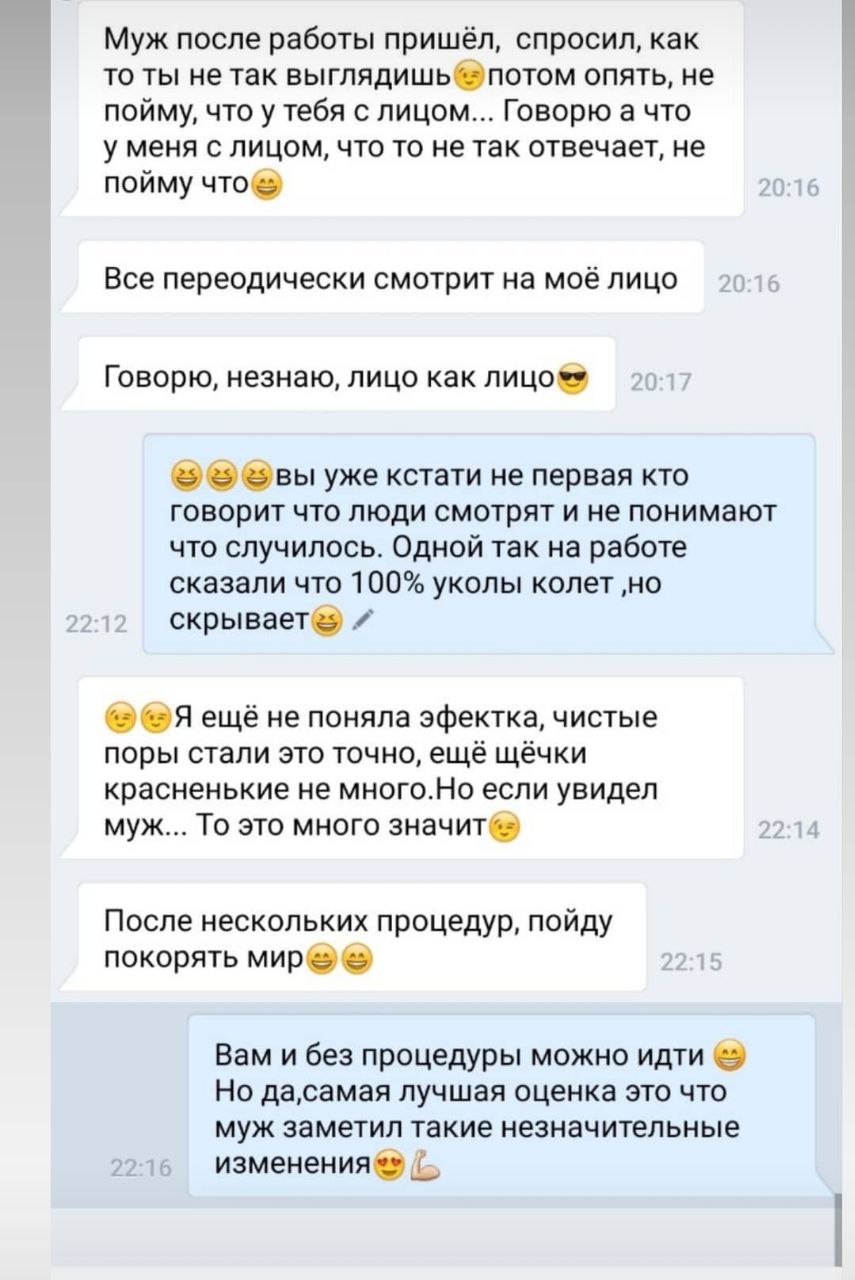 Муж после работы пришёл, спросил, как
то ты не так выглядишь😉потом опять, не
пойму, что у тебя с лицом... Говорю а что
у меня с лицом, что то не так отвечает, не
пойму что😄
20:16
Все переодически смотрит на моё лицо
20:16
Говорю, незнаю, лицо как лицо😎
20:17
😆😆😆вы уже кстати не первая кто
говорит что люди смотрят и не понимают
что случилось. Одной так на работе
сказали что 100% уколы колет ,но
скрывает😆
22:12
😉😉Я ещё не поняла эфектка, чистые
поры стали это точно, ещё щёчки
красненькие не много.Но если увидел
муж... То это много значит😉
22:14
После нескольких процедур, пойду
покорять мир😄😄
22:15
Вам и без процедуры можно идти 😁
Но да,самая лучшая оценка это что
муж заметил такие незначительные
изменения😍💪
22:16